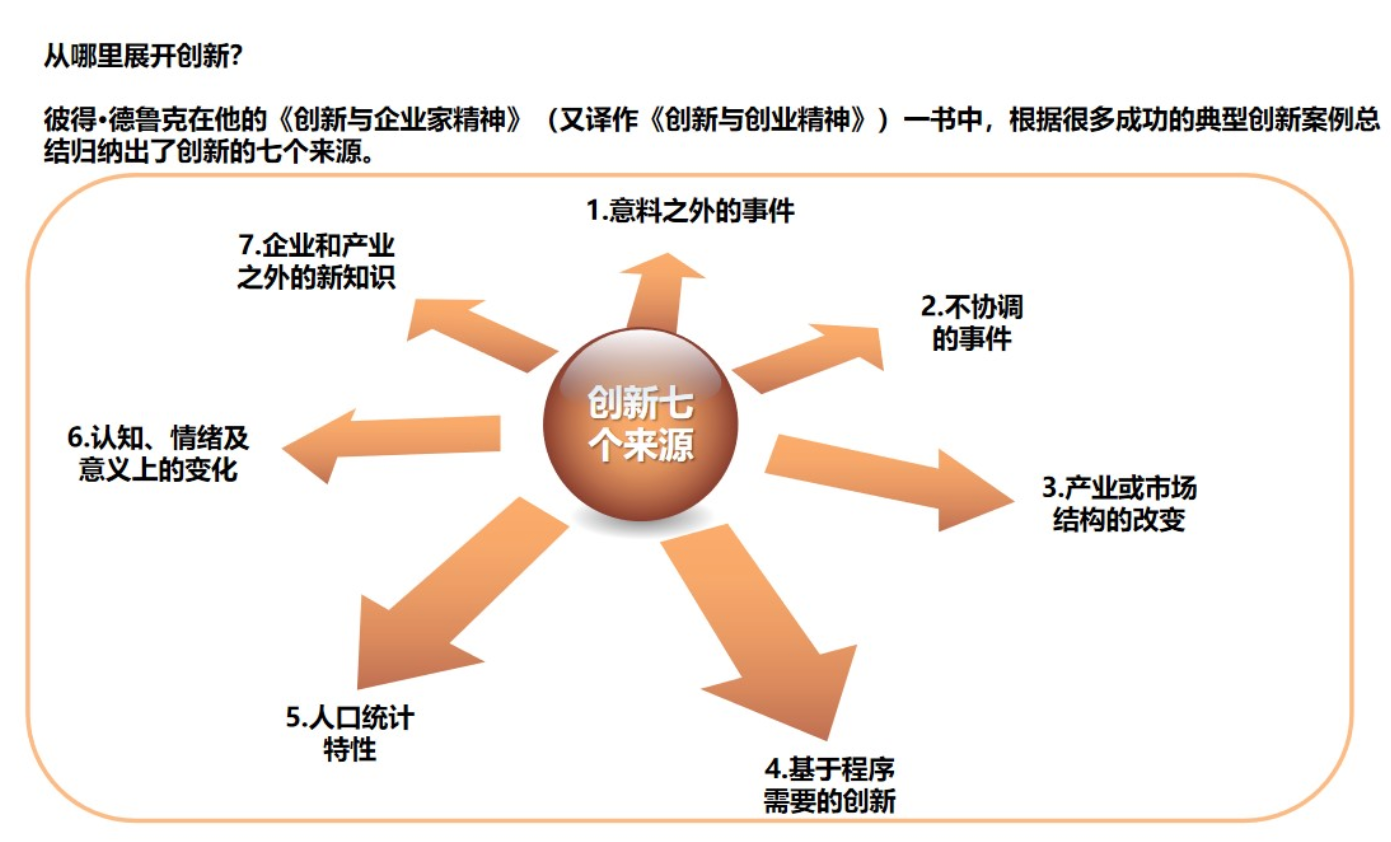 从哪里展开创新?
彼得•德鲁克在他的《创新与企业家精神》（又译作《创新与创业精神》）一书中，根据很多成功的典型创新案例总
结归纳出了创新的七个来源。
1.意料之外的事件
7.企业和产业
之外的新知识
2.不协调
的事件
创新七
个来源
6.认知、情绪及
意义上的变化
3.产业或市场
结构的改变
5.人口统计
特性
4.基于程序
需要的创新